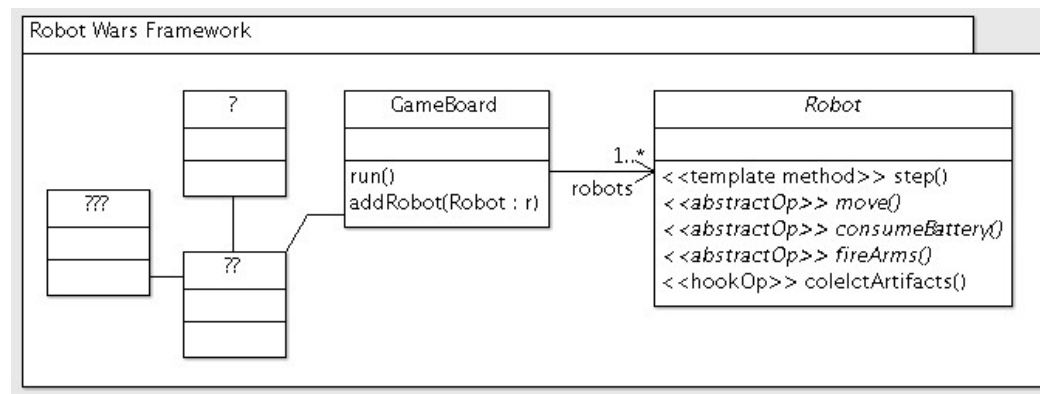 Robot Wars Framework
?
GameBoard
run()
addRobot(Robot : r)
1..*
robots
Robot
<<template method>> step()
<<abstractOp>> move()
<<abstractOp>> consumeBattery()
<<abstractOp>> fireArms()
<<hookOp>> colelctArtifacts()
???
??